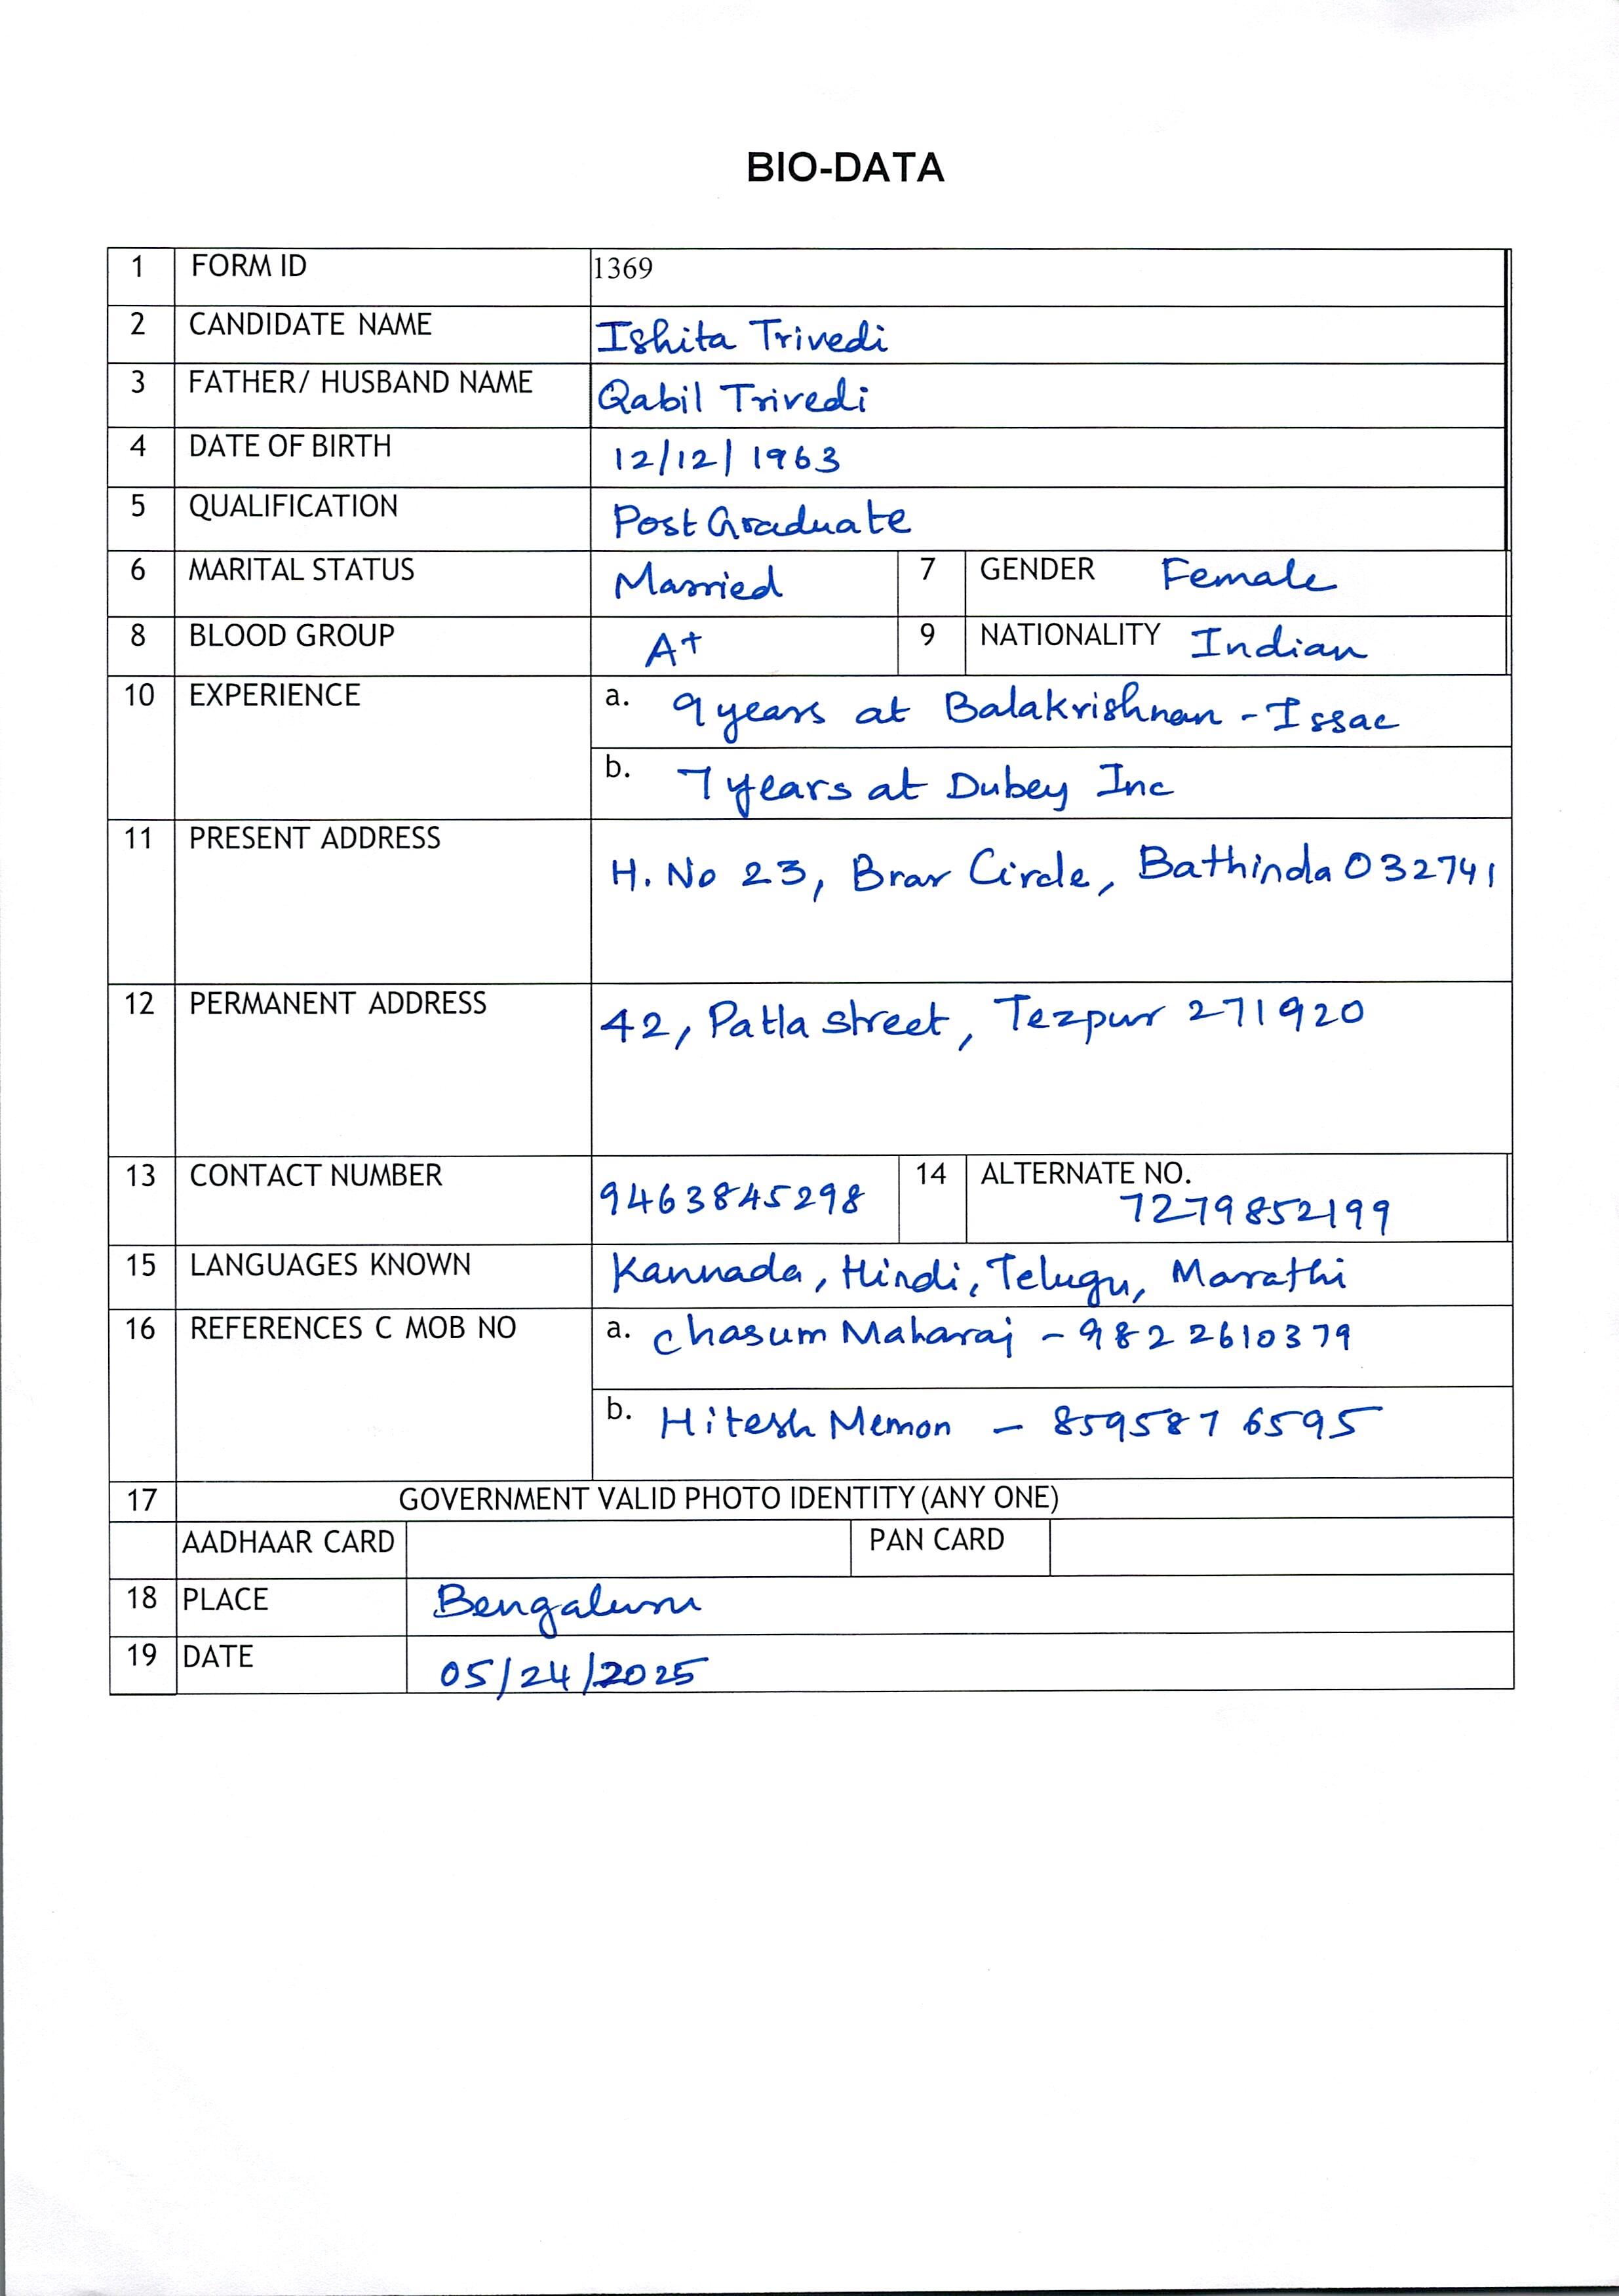 BIO-DATA
1 FORM ID 1369
2 CANDIDATE NAME Ishita Trivedi
3 FATHER/ HUSBAND NAME Qabil Trivedi
4 DATE OF BIRTH 12/12/1963
5 QUALIFICATION Post Graduate
6 MARITAL STATUS Married 7 GENDER Female
8 BLOOD GROUP A+ 9 NATIONALITY Indian
10 EXPERIENCE a. 9 years at Balakrishnan - Issac
b. 7 years at Dubey Inc
11 PRESENT ADDRESS H. No 23, Brar Circle, Bathinda 032741
12 PERMANENT ADDRESS 42, Patla street, Tezpur 271920
13 CONTACT NUMBER 9463845298 14 ALTERNATE NO. 7279852199
15 LANGUAGES KNOWN Kannada, Hindi, Telugu, Marathi
16 REFERENCES C MOB NO a. Chasum Maharaj - 9822610379
b. Hitesh Memon - 8595876595
17 GOVERNMENT VALID PHOTO IDENTITY (ANY ONE)
AADHAAR CARD PAN CARD
18 PLACE Bengaluru
19 DATE 05/24/2025